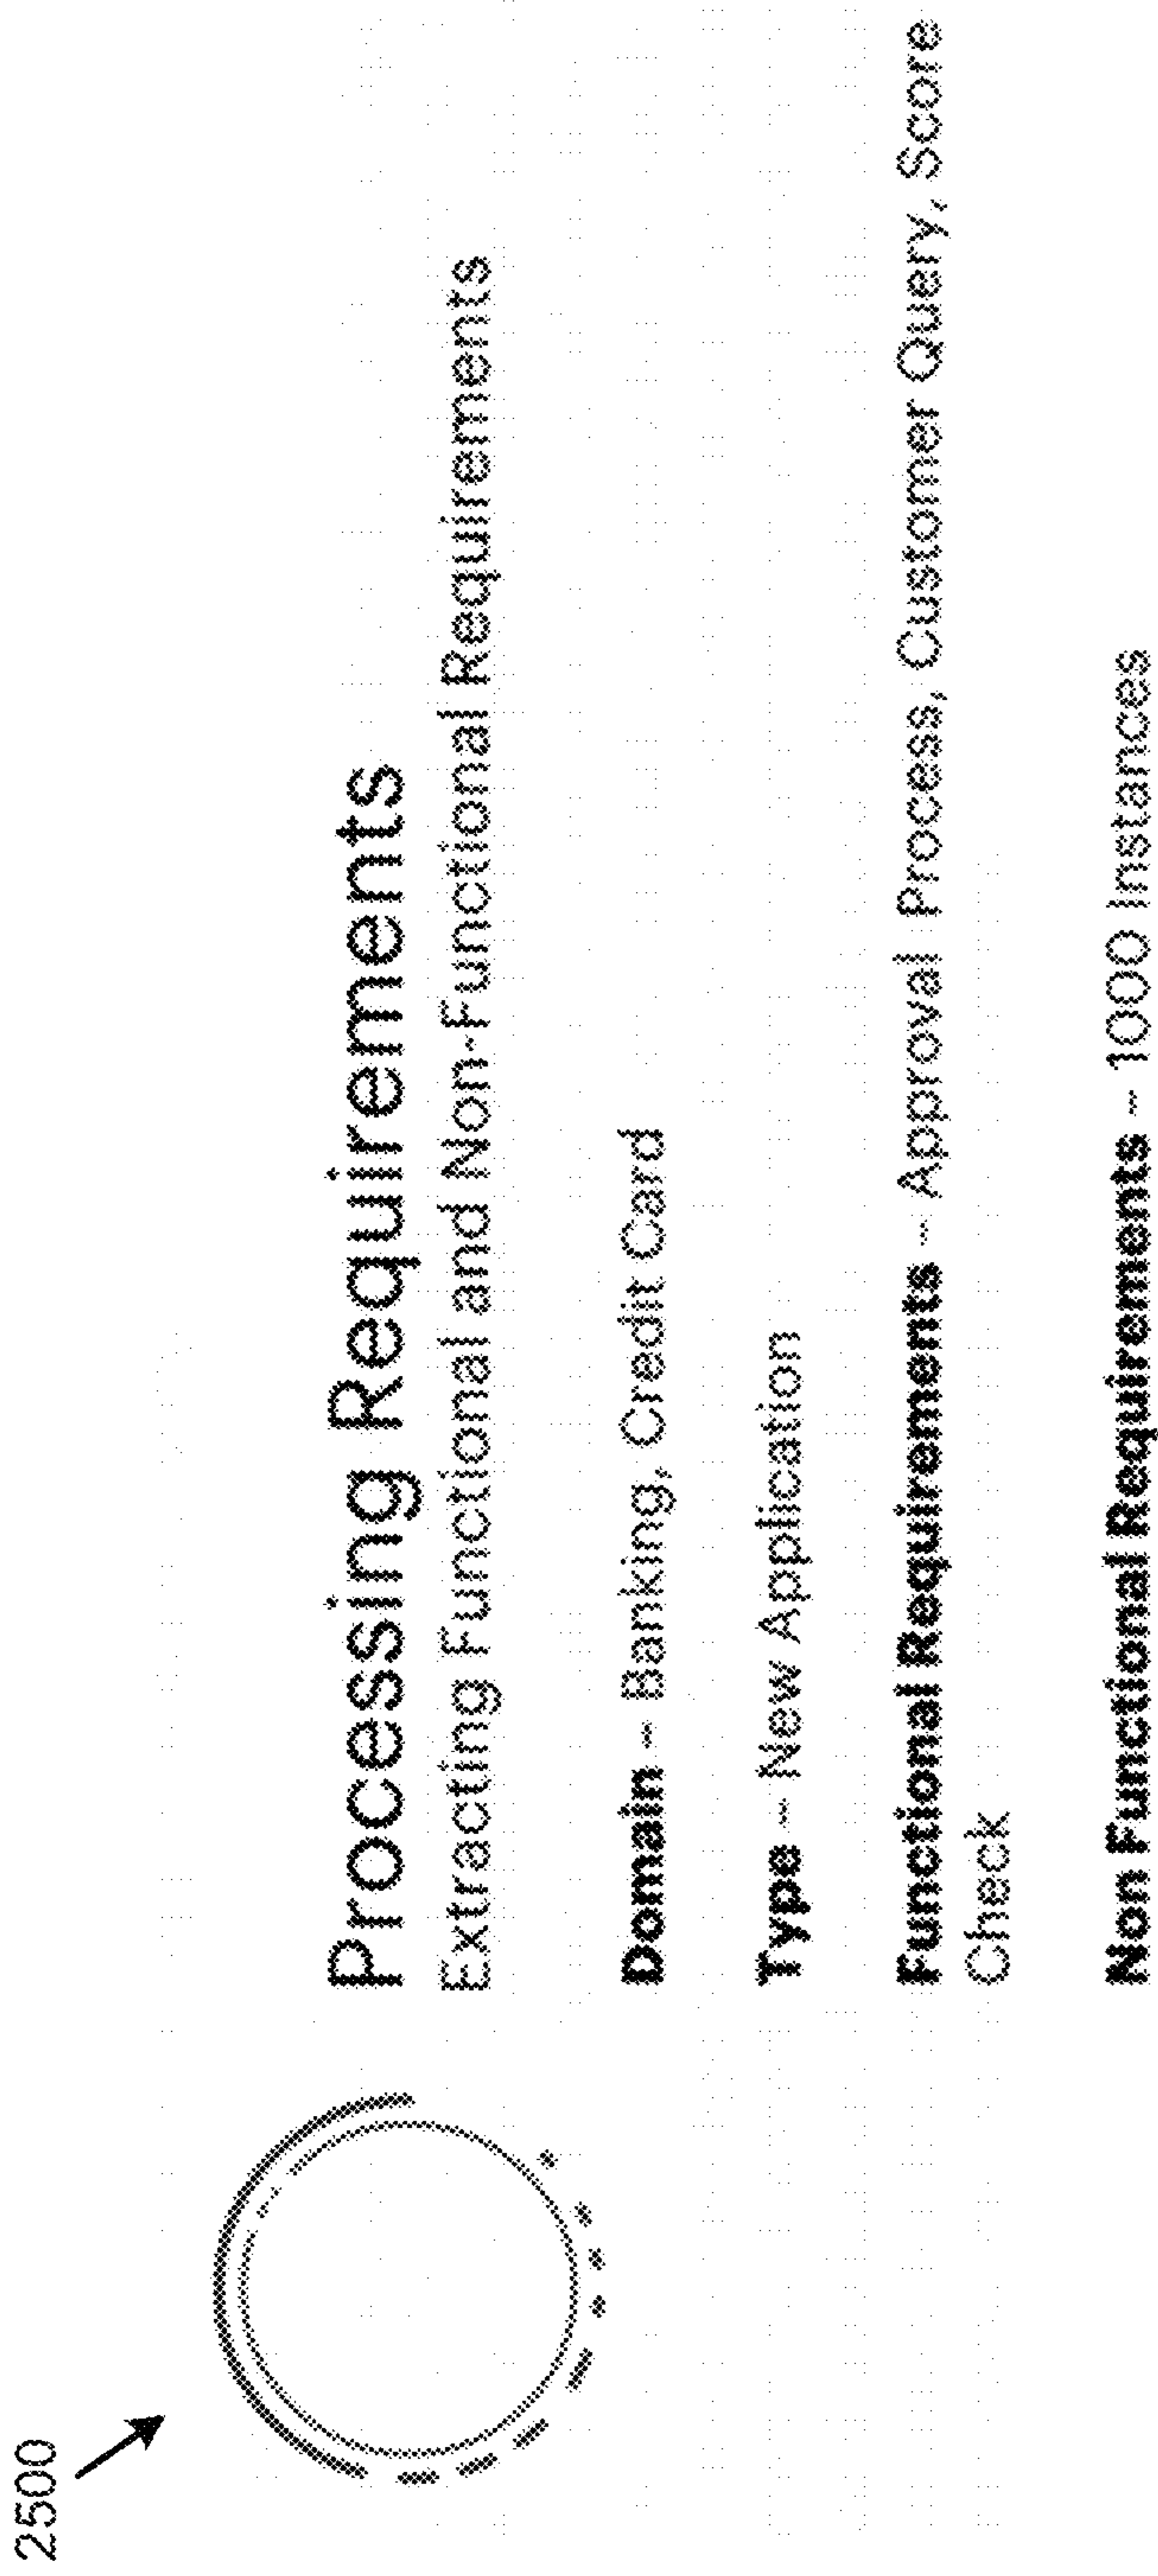 2500
Processing Requirements
Extracting Functional and Non-Functional Requirements
Domain – Banking, Credit Card
Type – New Application
Functional Requirements – Approval Process, Customer Query, Score
Check
Non Functional Requirements – 1000 Instances